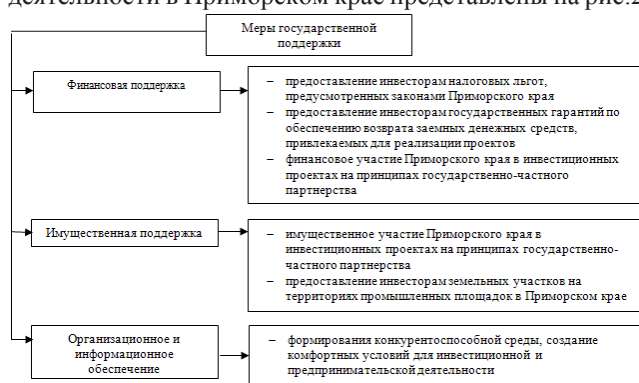 деятельности в Приморском крае представлены на рис.2
Меры государственной
поддержки
Финансовая поддержка
– предоставление инвесторам налоговых льгот,
предусмотренных законами Приморского края
– предоставление инвесторам государственных гарантий по
обеспечению возврата заемных денежных средств,
привлекаемых для реализации проектов
– финансовое участие Приморского края в инвестиционных
проектах на принципах государственно-частного
партнерства
Имущественная поддержка
– имущественное участие Приморского края в
инвестиционных проектах на принципах государственно-
частного партнерства
– предоставление инвесторам земельных участков на
территориях промышленных площадок в Приморском крае
Организационное и
информационное
обеспечение
– формирования конкурентоспособной среды, создание
комфортных условий для инвестиционной и
предпринимательской деятельности